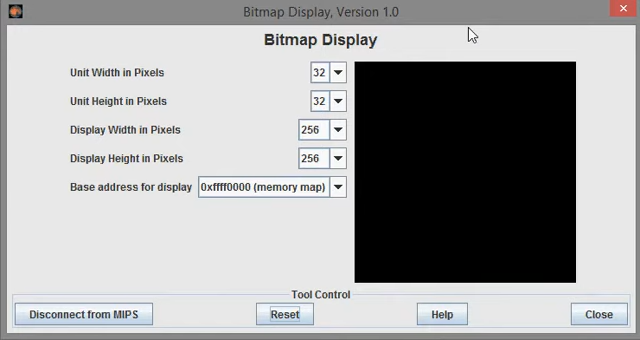 Bitmap Display, Version 1.0
Bitmap Display
Unit Width in Pixels 32
Unit Height in Pixels 32
Display Width in Pixels 256
Display Height in Pixels 256
Base address for display 0xffff0000 (memory map)
Tool Control
Disconnect from MIPS Reset Help Close